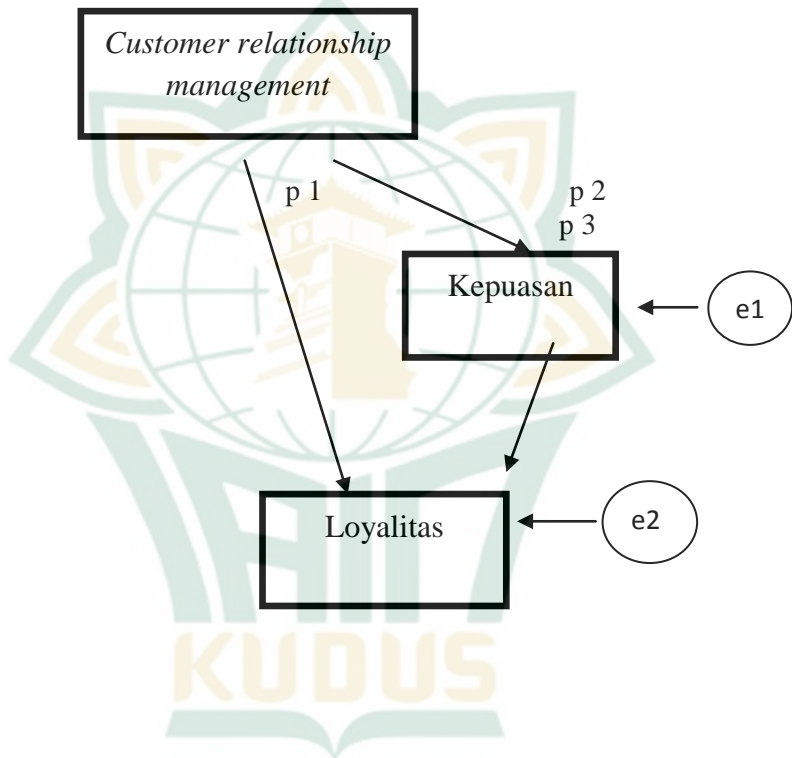 Customer relationship
management
p 1
p 2
p 3
Kepuasan
e1
Loyalitas
e2
KUDUS